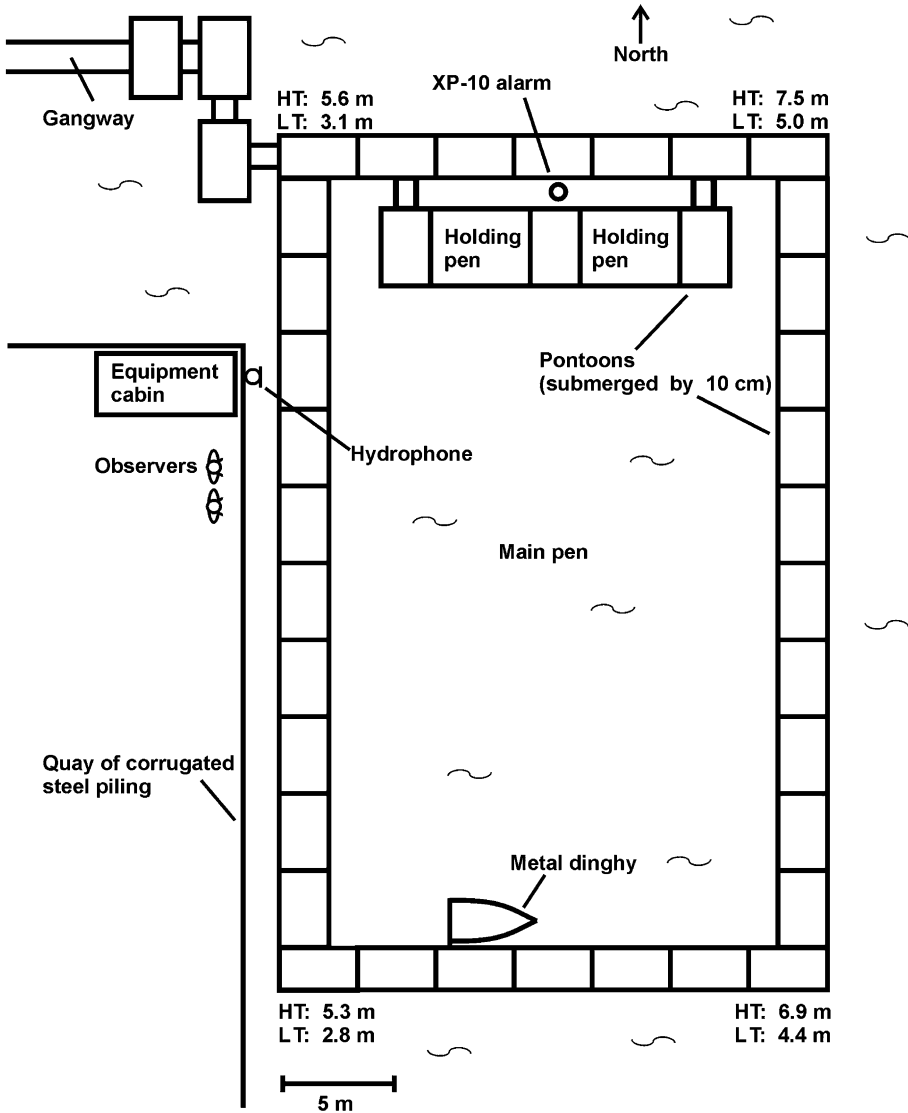 North
XP-10 alarm
HT: 5.6 m
LT: 3.1 m
HT: 7.5 m
LT: 5.0 m
Gangway
Holding
pen
Holding
pen
Pontoons
(submerged by 10 cm)
Equipment
cabin
Hydrophone
Observers
Main pen
Quay of corrugated
steel piling
Metal dinghy
HT: 5.3 m
LT: 2.8 m
HT: 6.9 m
LT: 4.4 m
5 m